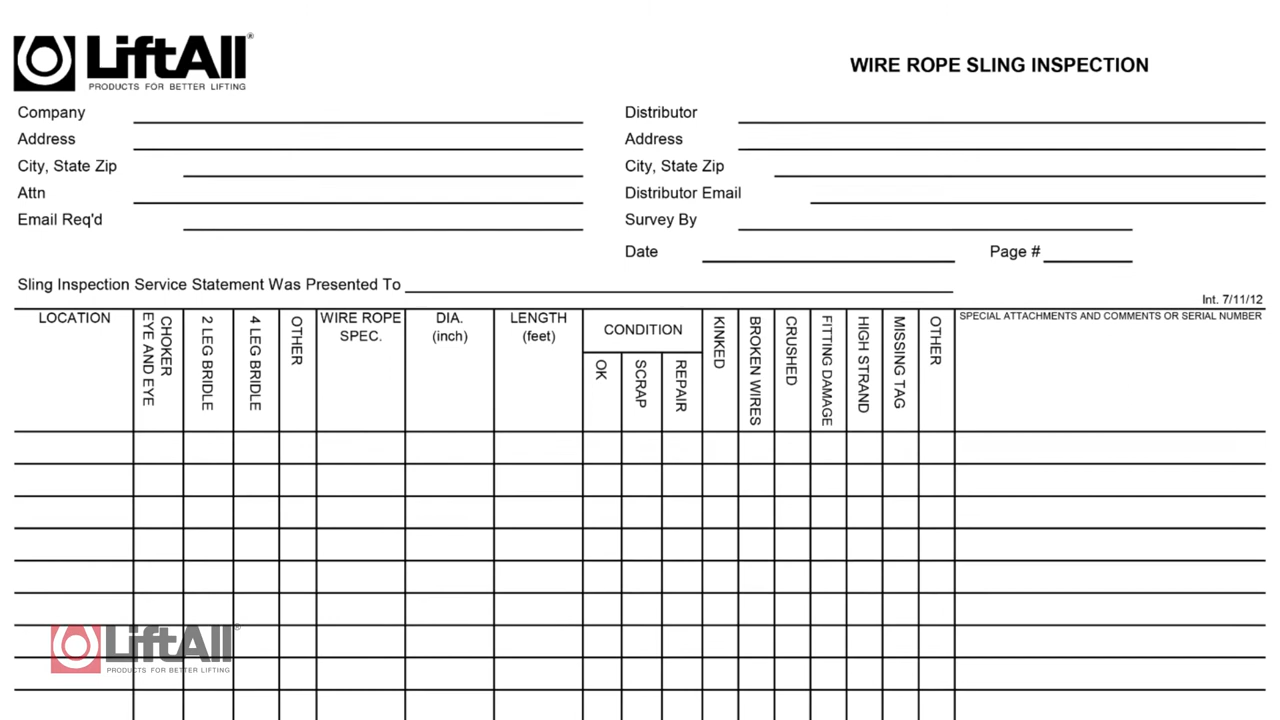 LiftAll®
PRODUCTS FOR BETTER LIFTING
WIRE ROPE SLING INSPECTION
Company
Address
City, State Zip
Attn
Email Req'd
Distributor
Address
City, State Zip
Distributor Email
Survey By
Date
Page #
Sling Inspection Service Statement Was Presented To
Int. 7/11/12
LOCATION
CHOKER
EYE AND EYE
2 LEG BRIDLE
4 LEG BRIDLE
OTHER
WIRE ROPE
SPEC.
DIA.
(inch)
LENGTH
(feet)
CONDITION
OK
SCRAP
REPAIR
KINKED
BROKEN WIRES
CRUSHED
FITTING DAMAGE
HIGH STRAND
MISSING TAG
OTHER
SPECIAL ATTACHMENTS AND COMMENTS OR SERIAL NUMBER
LiftAll®
PRODUCTS FOR BETTER LIFTING